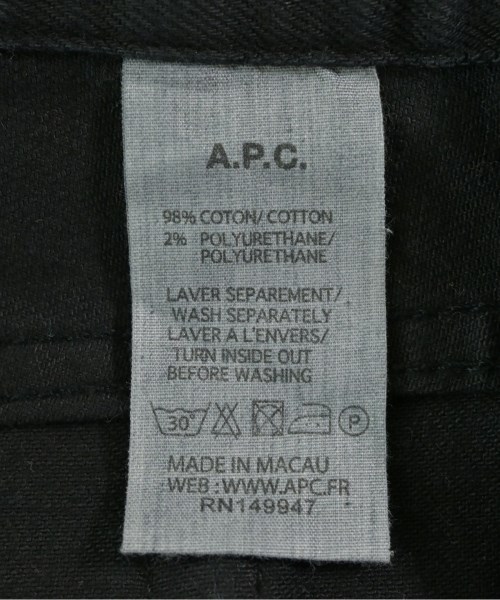 A.P.C.
98% COTON/ COTTON
2% POLYURETHANE/
POLYURETHANE
LAVER SEPAREMENT/
WASH SEPARATELY
LAVER A L'ENVERS/
TURN INSIDE OUT
BEFORE WASHING
30 P
MADE IN MACAU
WEB : WWW.APC.FR
RN149947